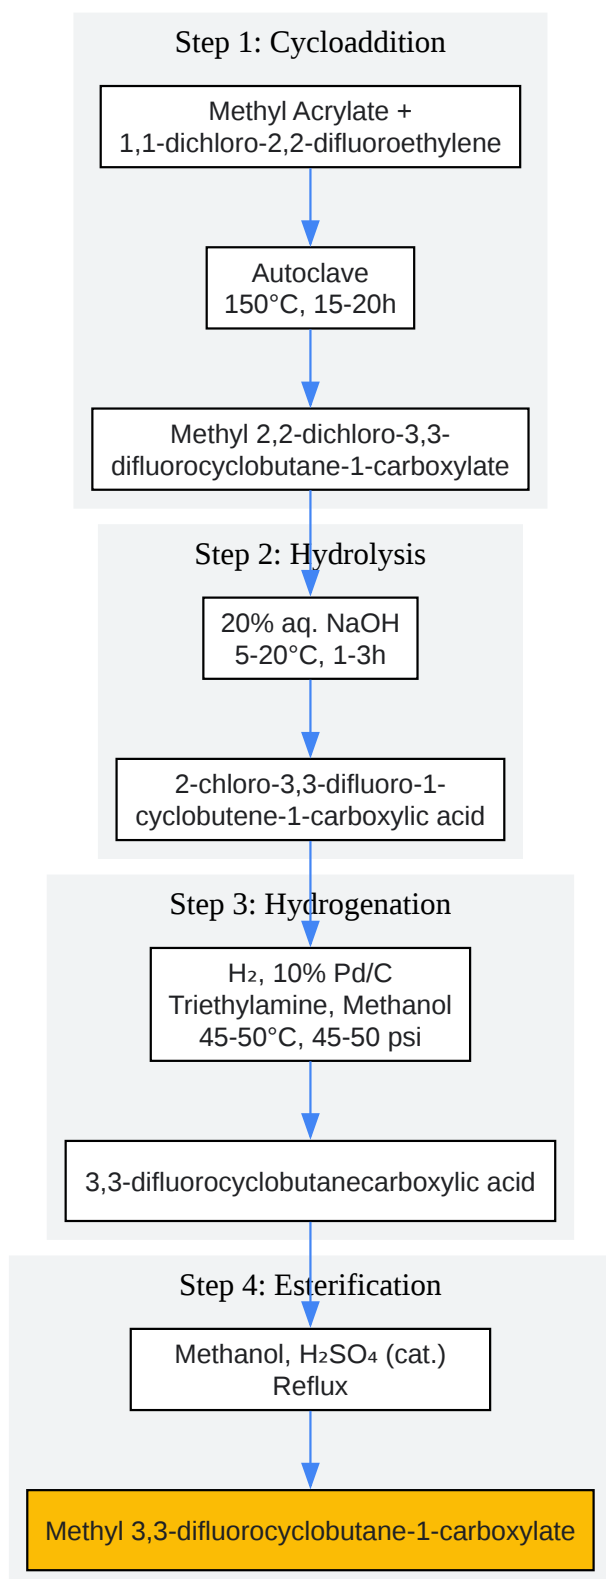 Step 1: Cycloaddition
Methyl Acrylate +
1,1-dichloro-2,2-difluoroethylene
Autoclave
150°C, 15-20h
Methyl 2,2-dichloro-3,3-
difluorocyclobutane-1-carboxylate
Step 2: Hydrolysis
20% aq. NaOH
5-20°C, 1-3h
2-chloro-3,3-difluoro-1-
cyclobutene-1-carboxylic acid
Step 3: Hydrogenation
H₂, 10% Pd/C
Triethylamine, Methanol
45-50°C, 45-50 psi
3,3-difluorocyclobutanecarboxylic acid
Step 4: Esterification
Methanol, H₂SO₄ (cat.)
Reflux
Methyl 3,3-difluorocyclobutane-1-carboxylate